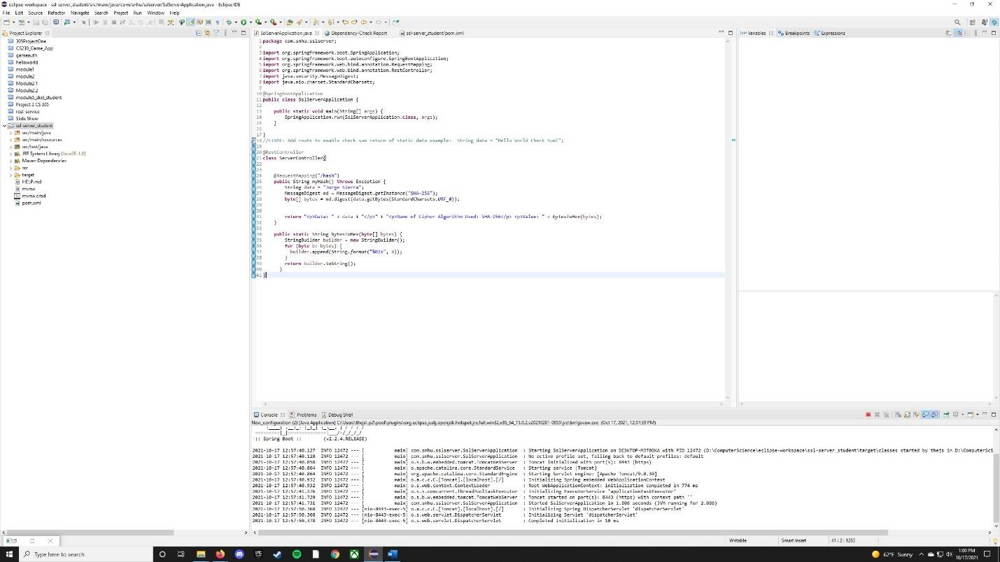 eclipse-workspace - ssl-server_student/src/main/java/com/snhu/sslserver/SslServerApplication.java - Eclipse IDE
File Edit Source Refactor Navigate Search Project Run Window Help
Project Explorer
305ProjectOne
CS230_Game_App
gameauth
helloworld
module1
module2
Module2.1
Module2.2
module5_skel_student
Project 2 CS 305
rest-service
Slide Show
ssl-server_student
src/main/java
src/main/resources
src/test/java
JRE System Library [JavaSE-1.8]
Maven Dependencies
src
target
HELP.md
mvnw
mvnw.cmd
pom.xml
SslServerApplication.java Dependency-Check Report ssl-server_student/pom.xml
1 package com.snhu.sslserver;
2
3 import org.springframework.boot.SpringApplication;
4 import org.springframework.boot.autoconfigure.SpringBootApplication;
5 import org.springframework.web.bind.annotation.RequestMapping;
6 import org.springframework.web.bind.annotation.RestController;
7 import java.security.MessageDigest;
8 import java.nio.charset.StandardCharsets;
9
10 @SpringBootApplication
11 public class SslServerApplication {
12
13 public static void main(String[] args) {
14 SpringApplication.run(SslServerApplication.class, args);
15 }
16
17 }
18 //FIXME: Add route to enable check sum return of static data example: String data = "Hello World Check Sum!";
19
20 @RestController
21 class ServerController{
22
23
24 @RequestMapping("/hash")
25 public String myHash() throws Exception {
26 String data = "Jorge Sierra";
27 MessageDigest md = MessageDigest.getInstance("SHA-256");
28 byte[] bytes = md.digest(data.getBytes(StandardCharsets.UTF_8));
29
30
31 return "<p>Data: " + data + "</p>" + "<p>Name of Cipher Algorithm Used: SHA-256</p> <p>Value: " + bytesToHex(bytes);
32 }
33
34 public static String bytesToHex(byte[] bytes) {
35 StringBuilder builder = new StringBuilder();
36 for (byte b: bytes) {
37 builder.append(String.format("%02x", b));
38 }
39 return builder.toString();
40 }
41 }
Variables Breakpoints Expressions
Console Problems Debug Shell
New_configuration (2) [Java Application] C:\Users\thejs\.p2\pool\plugins\org.eclipse.justj.openjdk.hotspot.jre.full.win32.x86_64_15.0.2.v20210201-0955\jre\bin\javaw.exe (Oct 17, 2021, 12:57:39 PM)
:: Spring Boot :: (v2.2.4.RELEASE)
2021-10-17 12:57:40.127 INFO 12472 --- [ main] com.snhu.sslserver.SslServerApplication : Starting SslServerApplication on DESKTOP-MJT0OKA with PID 12472 (D:\ComputerScience\eclipse-workspace\ssl-server_student\target\classes started by thejs in D:\ComputerSci
2021-10-17 12:57:40.128 INFO 12472 --- [ main] com.snhu.sslserver.SslServerApplication : No active profile set, falling back to default profiles: default
2021-10-17 12:57:40.858 INFO 12472 --- [ main] o.s.b.w.embedded.tomcat.TomcatWebServer : Tomcat initialized with port(s): 8443 (https)
2021-10-17 12:57:40.864 INFO 12472 --- [ main] o.apache.catalina.core.StandardService : Starting service [Tomcat]
2021-10-17 12:57:40.864 INFO 12472 --- [ main] org.apache.catalina.core.StandardEngine : Starting Servlet engine: [Apache Tomcat/9.0.30]
2021-10-17 12:57:40.932 INFO 12472 --- [ main] o.a.c.c.C.[Tomcat].[localhost].[/] : Initializing Spring embedded WebApplicationContext
2021-10-17 12:57:40.932 INFO 12472 --- [ main] o.s.web.context.ContextLoader : Root WebApplicationContext: initialization completed in 774 ms
2021-10-17 12:57:41.276 INFO 12472 --- [ main] o.s.s.concurrent.ThreadPoolTaskExecutor : Initializing ExecutorService 'applicationTaskExecutor'
2021-10-17 12:57:41.729 INFO 12472 --- [ main] o.s.b.w.embedded.tomcat.TomcatWebServer : Tomcat started on port(s): 8443 (https) with context path ''
2021-10-17 12:57:41.731 INFO 12472 --- [ main] com.snhu.sslserver.SslServerApplication : Started SslServerApplication in 1.806 seconds (JVM running for 2.086)
2021-10-17 12:57:50.368 INFO 12472 --- [nio-8443-exec-5] o.a.c.c.C.[Tomcat].[localhost].[/] : Initializing Spring DispatcherServlet 'dispatcherServlet'
2021-10-17 12:57:50.368 INFO 12472 --- [nio-8443-exec-5] o.s.web.servlet.DispatcherServlet : Initializing Servlet 'dispatcherServlet'
2021-10-17 12:57:50.378 INFO 12472 --- [nio-8443-exec-5] o.s.web.servlet.DispatcherServlet : Completed initialization in 10 ms
Writable Smart Insert 41 : 2 : 1283
Type here to search
62°F Sunny
1:00 PM
10/17/2021